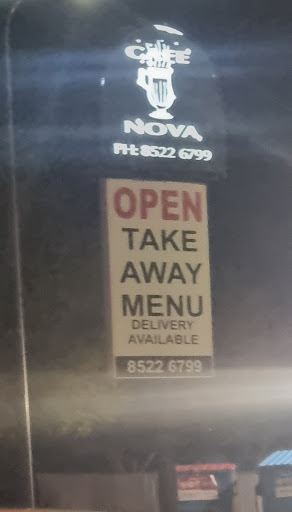 CAFE
NOVA
PH: 8522 6799
OPEN
TAKE
AWAY
MENU
DELIVERY
AVAILABLE
8522 6799